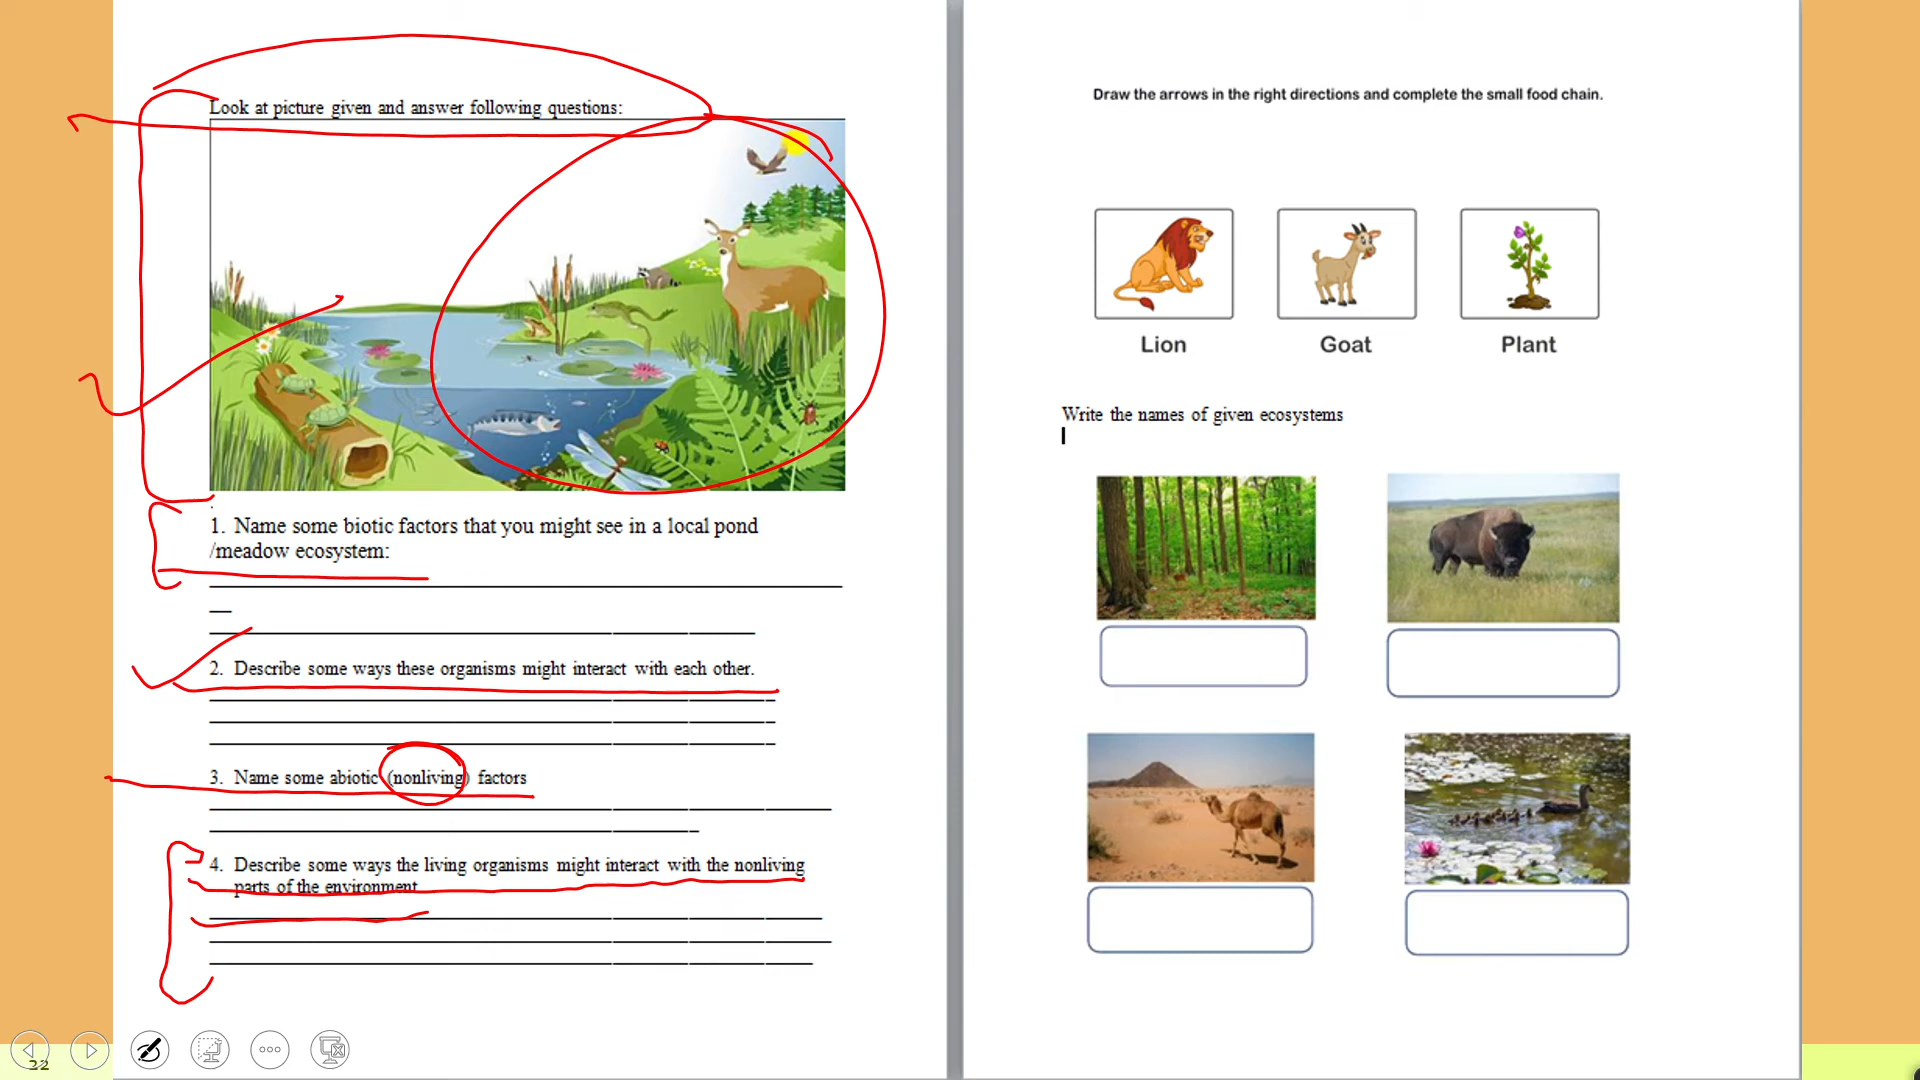 Look at picture given and answer following questions:
:
1. Name some biotic factors that you might see in a local pond
/meadow ecosystem:
2. Describe some ways these organisms might interact with each other.
3. Name some abiotic (nonliving) factors
4. Describe some ways the living organisms might interact with the nonliving
parts of the environment
22
Draw the arrows in the right directions and complete the small food chain.
Lion Goat Plant
Write the names of given ecosystems